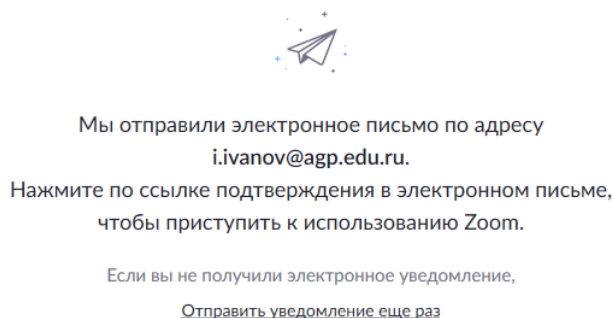 Мы отправили электронное письмо по адресу
i.ivanov@agp.edu.ru.
Нажмите по ссылке подтверждения в электронном письме,
чтобы приступить к использованию Zoom.
Если вы не получили электронное уведомление,
Отправить уведомление еще раз